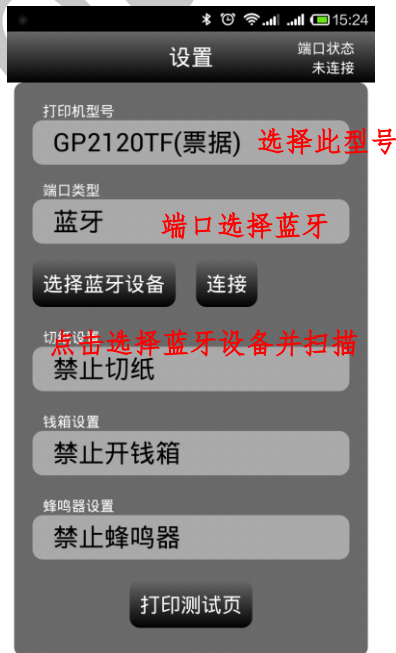 15:24
设置
端口状态
未连接
打印机型号
GP2120TF(票据) 选择此型号
端口类型
蓝牙 端口选择蓝牙
选择蓝牙设备 连接
切纸设置
点击选择蓝牙设备并扫描
禁止切纸
钱箱设置
禁止开钱箱
蜂鸣器设置
禁止蜂鸣器
打印测试页